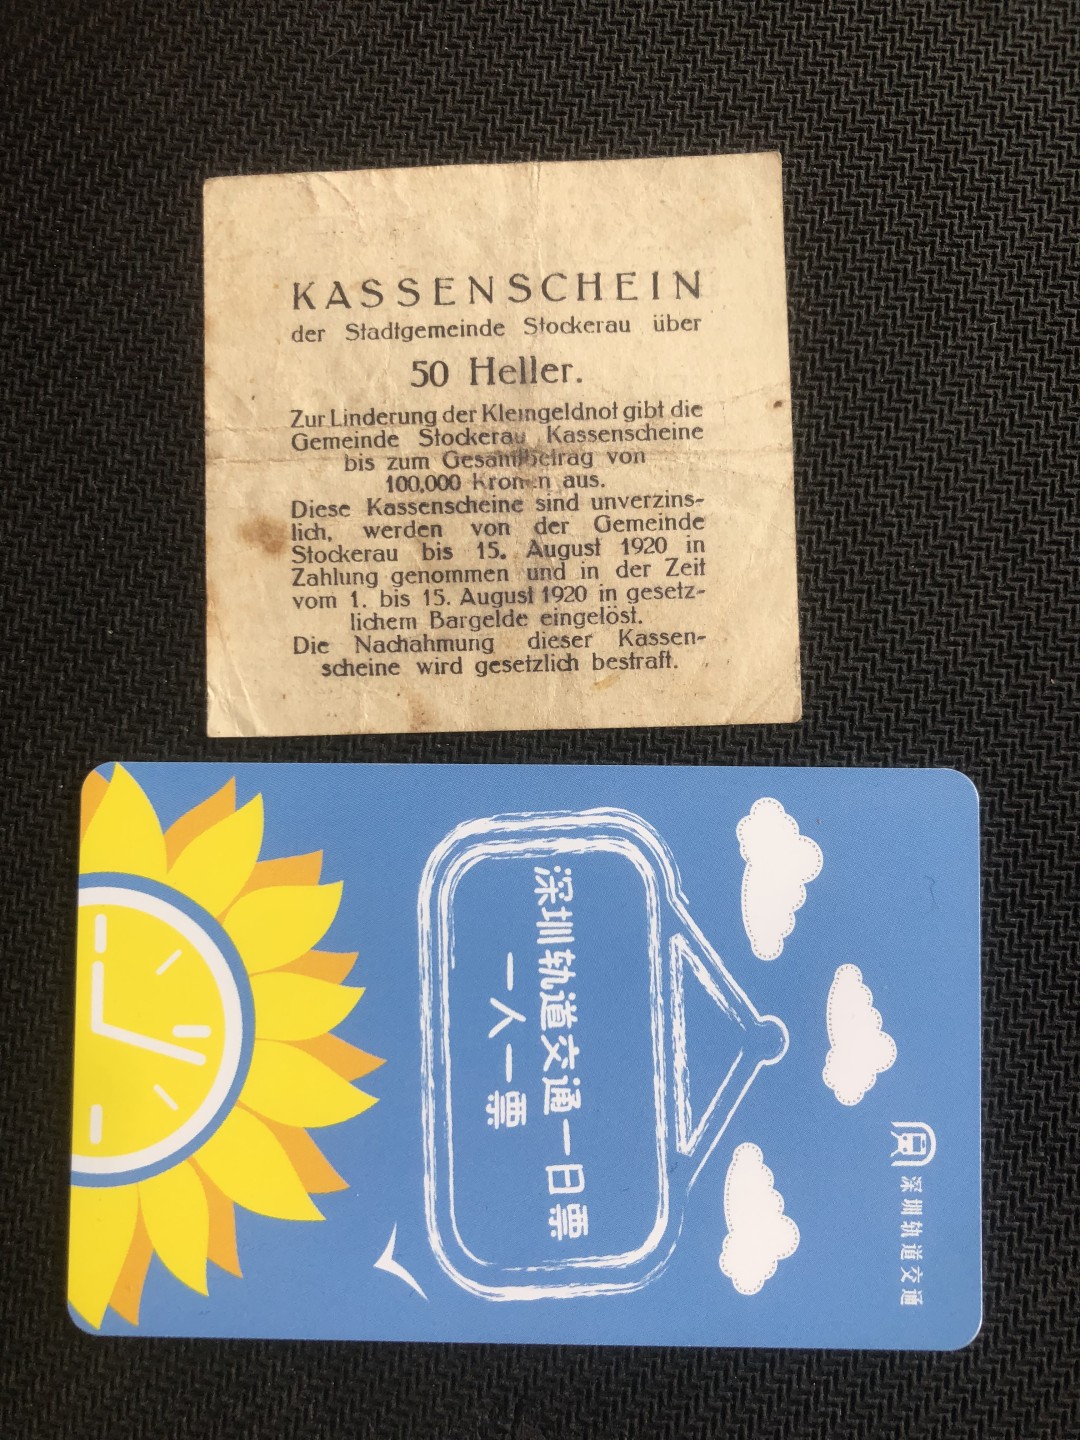 KASSENSCHEIN
der Stadtgemeinde Stockerau über
50 Heller.
Zur Linderung der Kleingeldnot gibt die
Gemeinde Stockerau Kassenscheine
bis zum Gesamtbetrag von
100,000 Kronen aus.
Diese Kassenscheine sind unverzins-
lich, werden von der Gemeinde
Stockerau bis 15. August 1920 in
Zahlung genommen und in der Zeit
vom 1. bis 15. August 1920 in gesetz-
lichem Bargelde eingelöst.
Die Nachahmung dieser Kassen-
scheine wird gesetzlich bestraft.
深圳轨道交通
深圳轨道交通一日票
一人一票